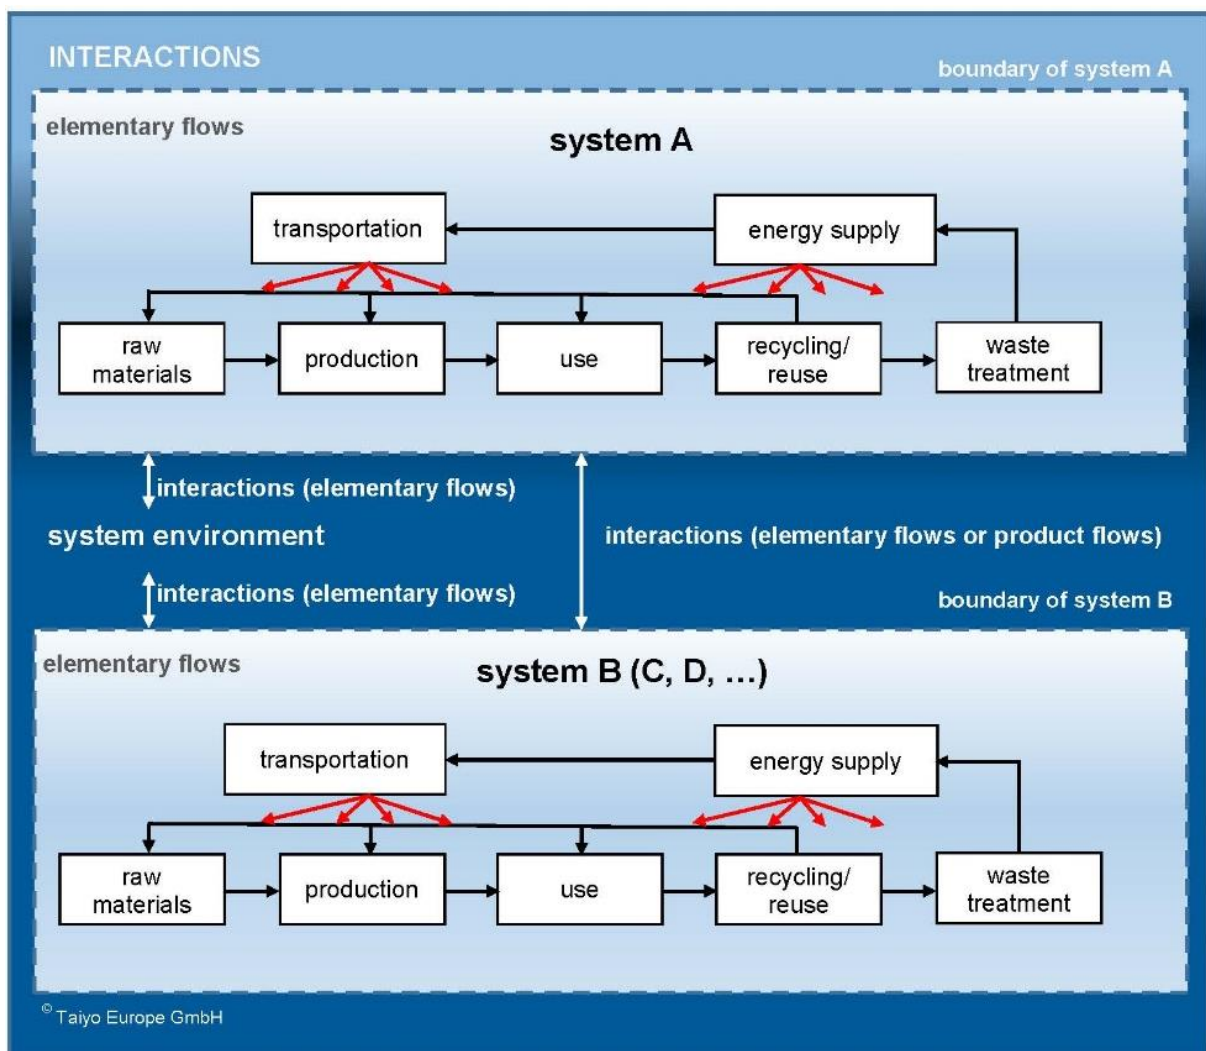 INTERACTIONS
boundary of system A
elementary flows
system A
transportation
energy supply
raw
materials
production
use
recycling/
reuse
waste
treatment
interactions (elementary flows)
system environment
interactions (elementary flows or product flows)
interactions (elementary flows)
boundary of system B
elementary flows
system B (C, D, …)
transportation
energy supply
raw
materials
production
use
recycling/
reuse
waste
treatment
© Taiyo Europe GmbH